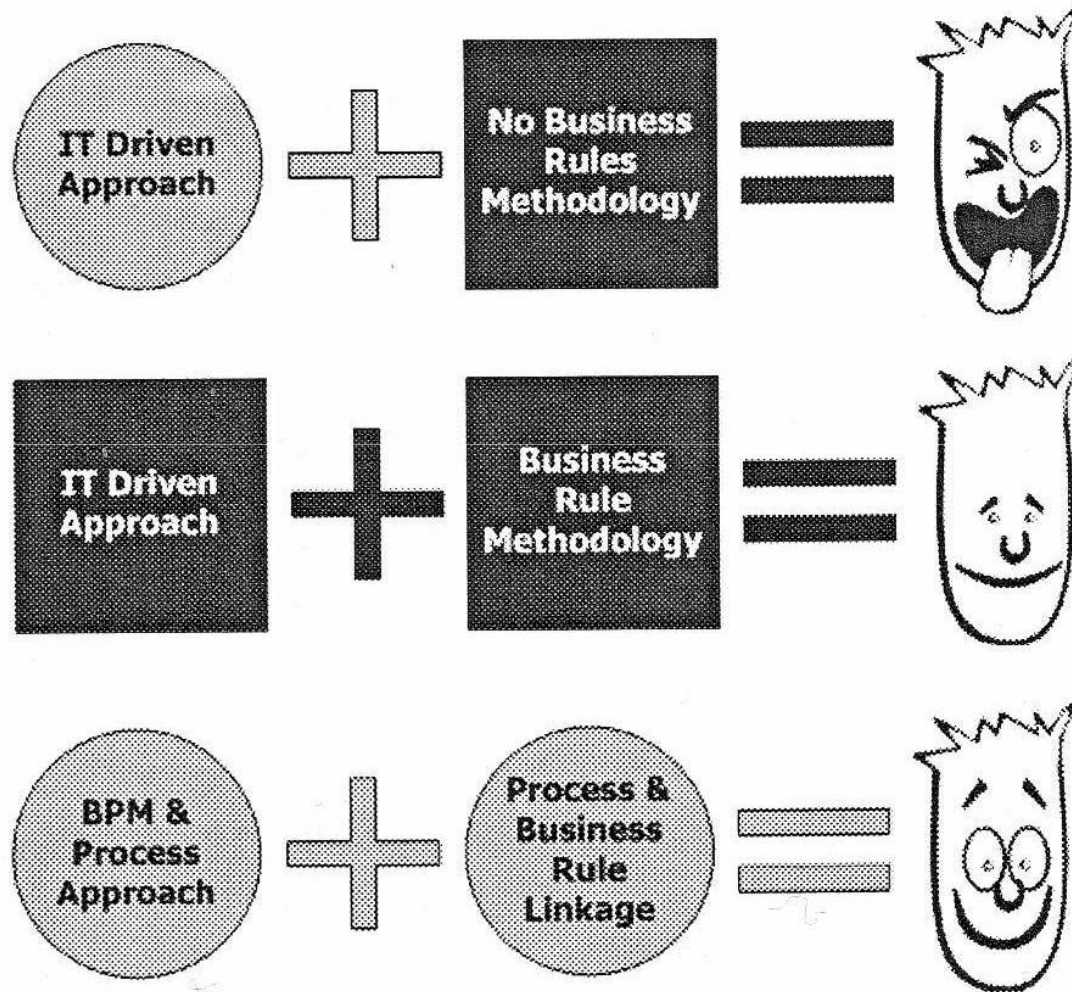 IT Driven
Approach
No Business
Rules
Methodology
IT Driven
Approach
Business
Rule
Methodology
BPM &
Process
Approach
Process &
Business
Rule
Linkage